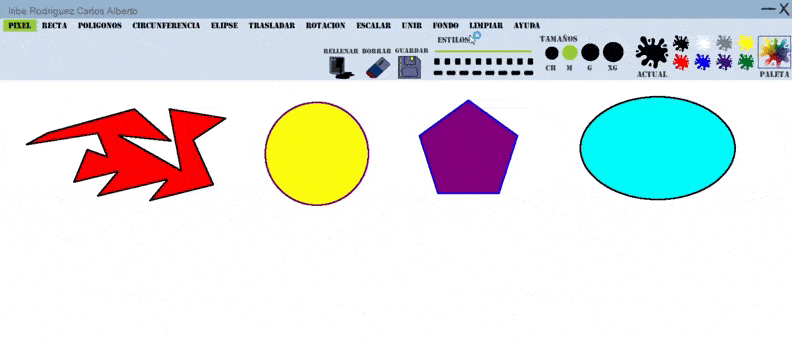 Iribe Rodriguez Carlos Alberto
PIXEL RECTA POLIGONOS CIRCUNFERENCIA ELIPSE TRASLADAR ROTACION ESCALAR UNIR FONDO LIMPIAR AYUDA
ESTILOS TAMAÑOS
RELLENAR BORRAR GUARDAR
CH M G XG
ACTUAL PALETA